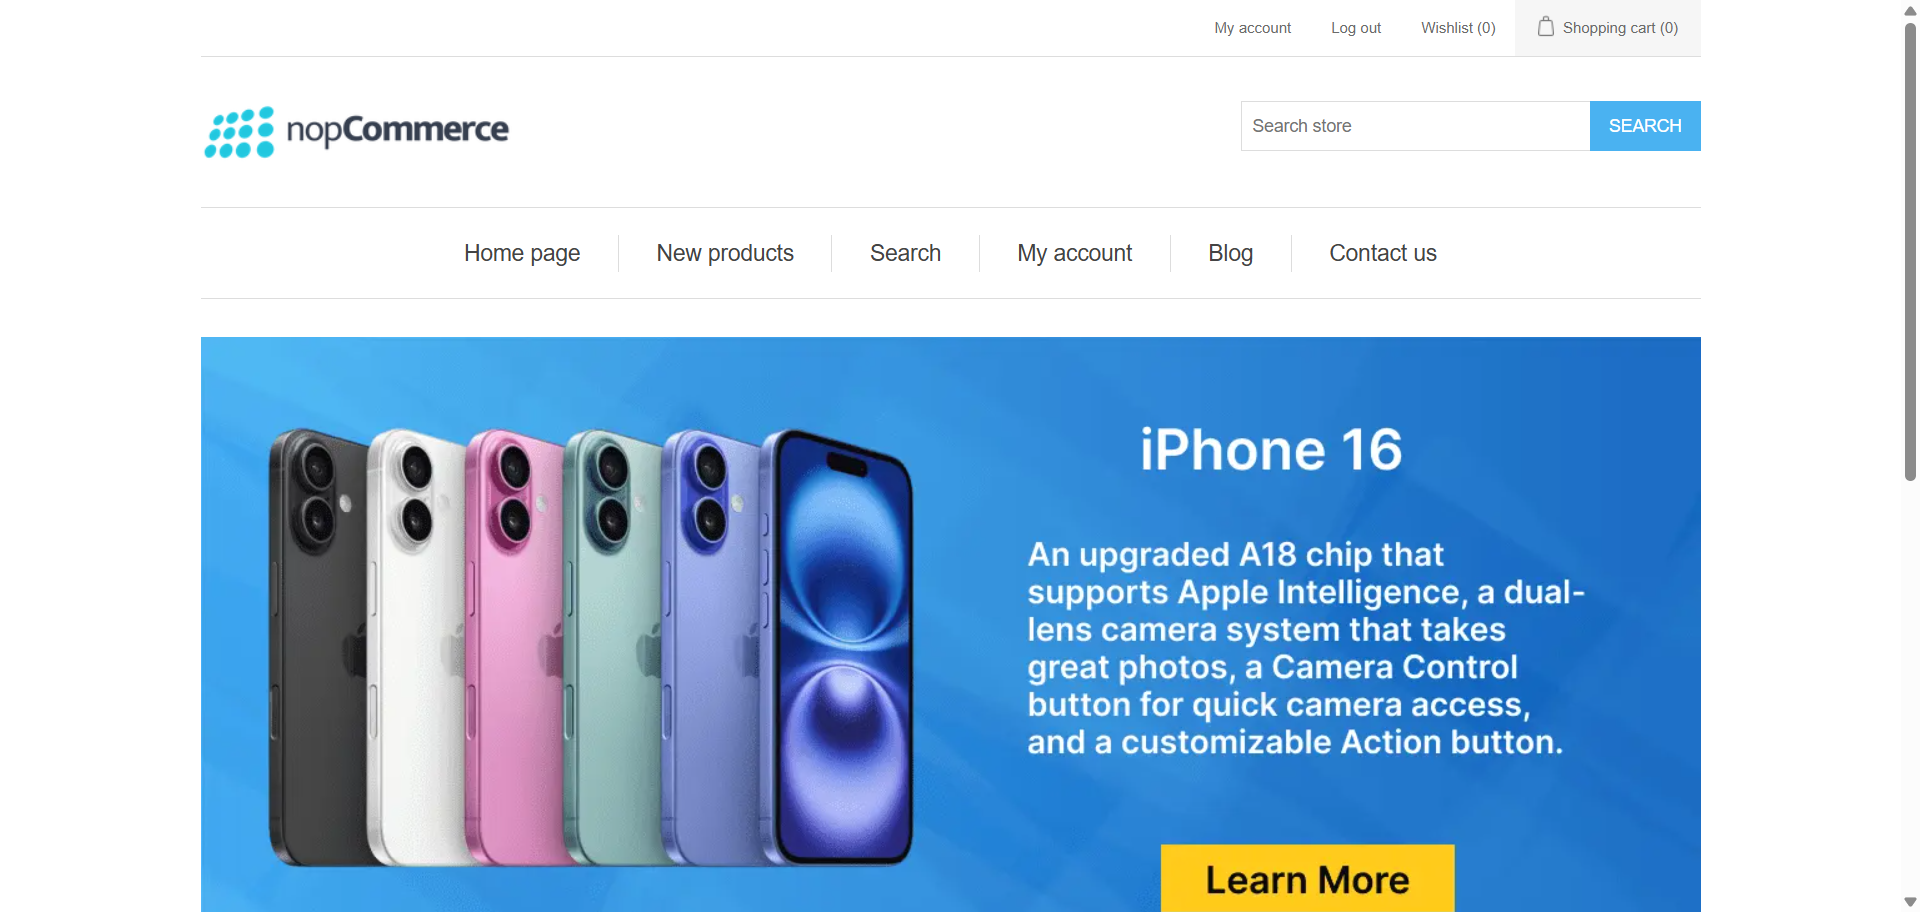 My account
Log out
Wishlist (0)
Shopping cart (0)
nopCommerce
Search store
SEARCH
Home page
New products
Search
My account
Blog
Contact us
iPhone 16
An upgraded A18 chip that
supports Apple Intelligence, a dual-
lens camera system that takes
great photos, a Camera Control
button for quick camera access,
and a customizable Action button.
Learn More